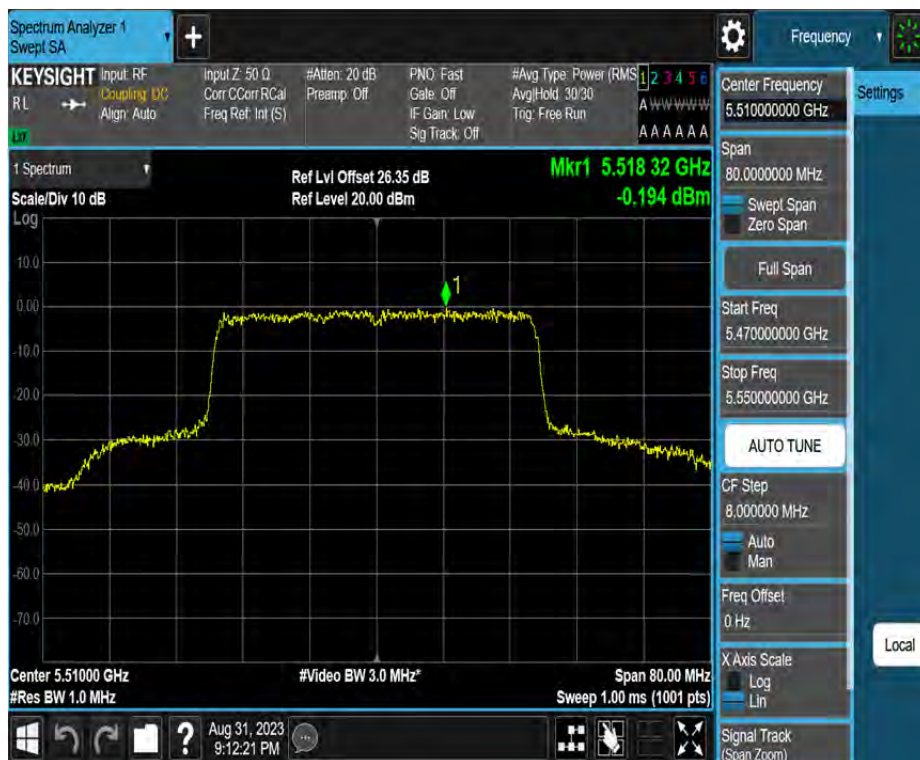 Spectrum Analyzer 1
Swept SA
+
Frequency
KEYSIGHT
RL
LXI
Input: RF
Coupling: DC
Align: Auto
Input Z: 50 Ω
Corr CCorr RCal
Freq Ref: Int (S)
#Atten: 20 dB
Preamp: Off
PNO: Fast
Gate: Off
IF Gain: Low
Sig Track: Off
#Avg Type: Power (RMS
Avg|Hold: 30/30
Trig: Free Run
1 2 3 4 5 6
A W W W W W
A A A A A A
1 Spectrum
Scale/Div 10 dB
Log
Ref Lvl Offset 26.35 dB
Ref Level 20.00 dBm
Mkr1 5.518 32 GHz
-0.194 dBm
1
10.0
0.00
-10.0
-20.0
-30.0
-40.0
-50.0
-60.0
-70.0
Center 5.51000 GHz
#Res BW 1.0 MHz
#Video BW 3.0 MHz*
Span 80.00 MHz
Sweep 1.00 ms (1001 pts)
?
Aug 31, 2023
9:12:21 PM
Center Frequency
5.510000000 GHz
Settings
Span
80.0000000 MHz
Swept Span
Zero Span
Full Span
Start Freq
5.470000000 GHz
Stop Freq
5.550000000 GHz
AUTO TUNE
CF Step
8.000000 MHz
Auto
Man
Freq Offset
0 Hz
X Axis Scale
Log
Lin
Local
Signal Track
(Span Zoom)